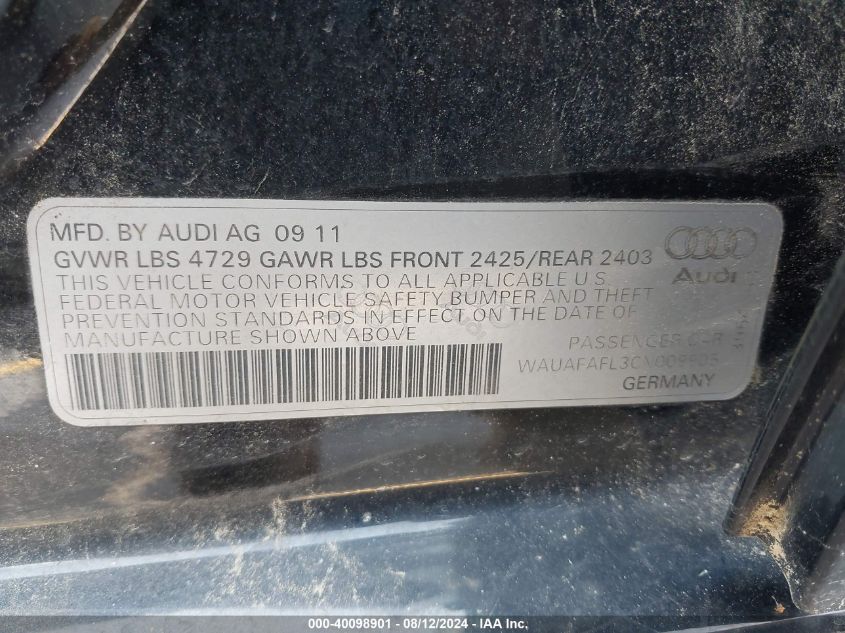 MFD. BY AUDI AG 09 11
GVWR LBS 4729 GAWR LBS FRONT 2425/REAR 2403
THIS VEHICLE CONFORMS TO ALL APPLICABLE U S
FEDERAL MOTOR VEHICLE SAFETY BUMPER AND THEFT
PREVENTION STANDARDS IN EFFECT ON THE DATE OF
MANUFACTURE SHOWN ABOVE
Audi
PASSENGER CAR
GERMANY
000-40098901 - 08/12/2024 - IAA Inc.